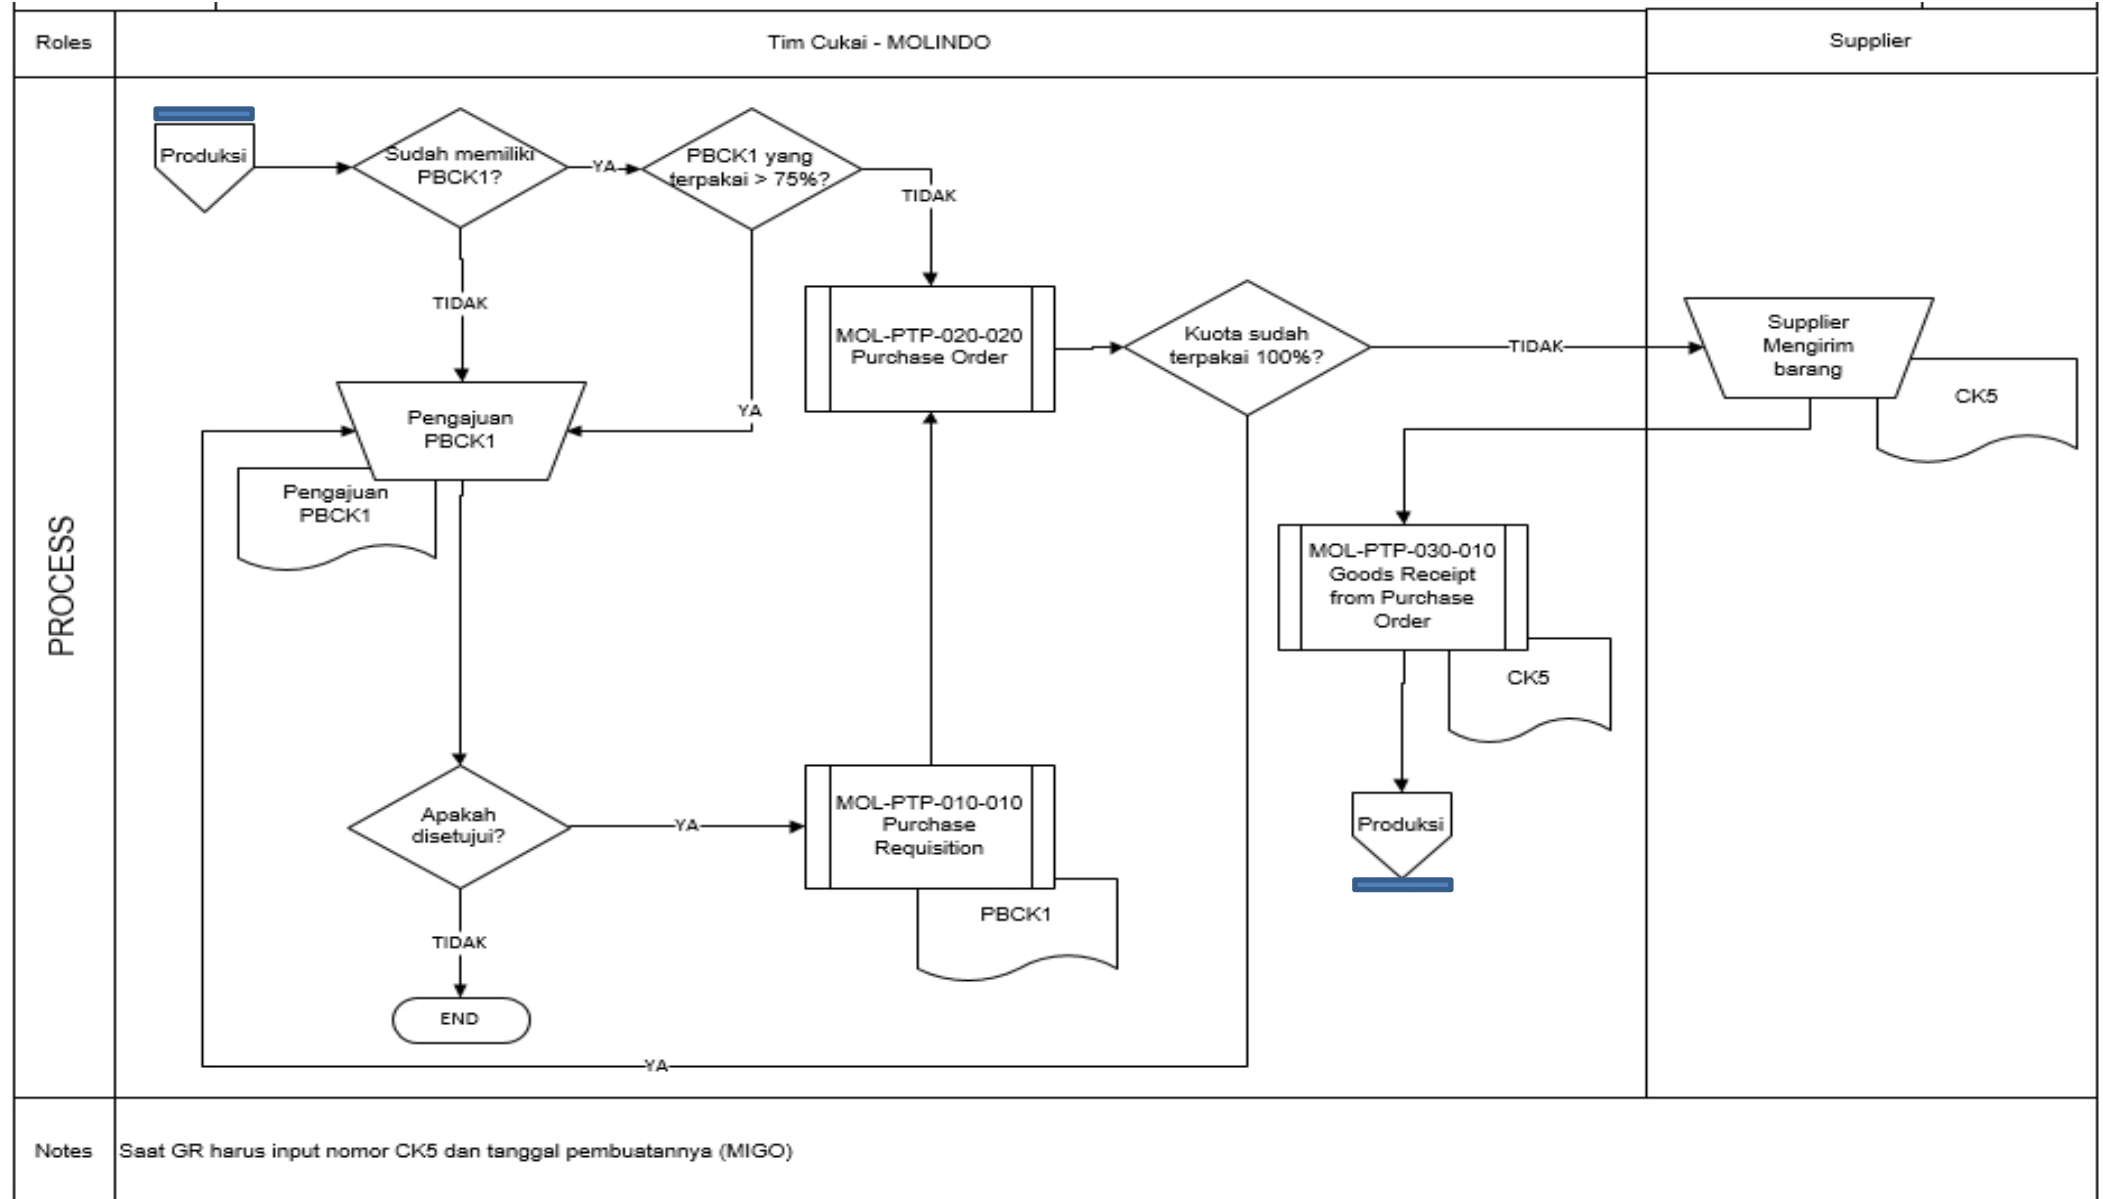 Roles
Tim Cukai - MOLINDO
Supplier
PROCESS
Produksi
Sudah memiliki
PBCK1?
YA
PBCK1 yang
terpakai > 75%?
TIDAK
TIDAK
YA
MOL-PTP-020-020
Purchase Order
Kuota sudah
terpakai 100%?
TIDAK
Supplier
Mengirim
barang
CK5
Pengajuan
PBCK1
Pengajuan
PBCK1
MOL-PTP-030-010
Goods Receipt
from Purchase
Order
CK5
Apakah
disetujui?
YA
MOL-PTP-010-010
Purchase
Requisition
PBCK1
Produksi
TIDAK
END
YA
Notes
Saat GR harus input nomor CK5 dan tanggal pembuatannya (MIGO)